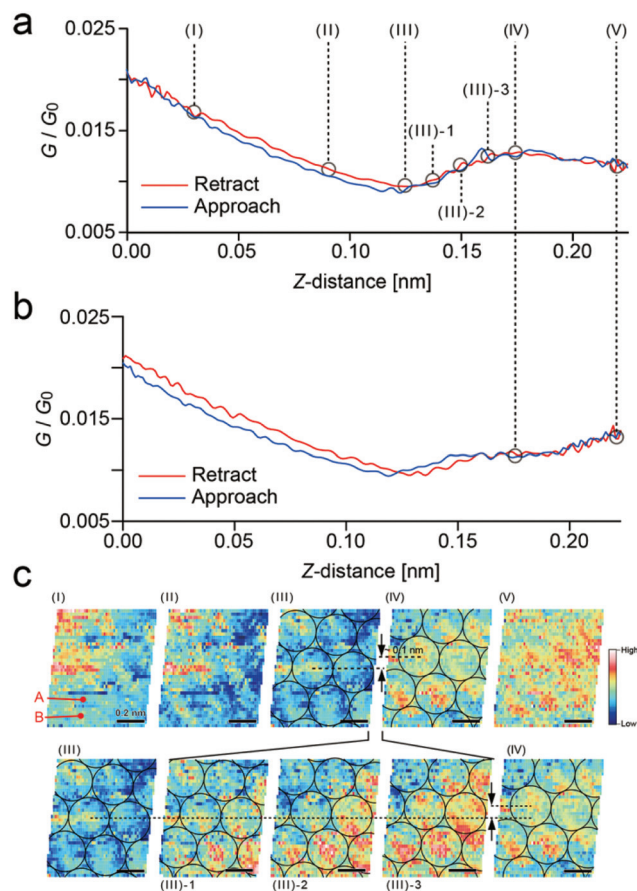 a
(I) (II) (III) (IV) (V)
0.025
(III)-3
(III)-1
G / G0
0.015
Retract
Approach
(III)-2
0.005
0.00 0.05 0.10 0.15 0.20
Z-distance [nm]
b
0.025
G / G0
0.015
Retract
Approach
0.005
0.00 0.05 0.10 0.15 0.20
Z-distance [nm]
c
(I) (II) (III) (IV) (V)
0.1 nm
High
A
B
0.2 nm
Low
(III) (IV)
(III)-1 (III)-2 (III)-3